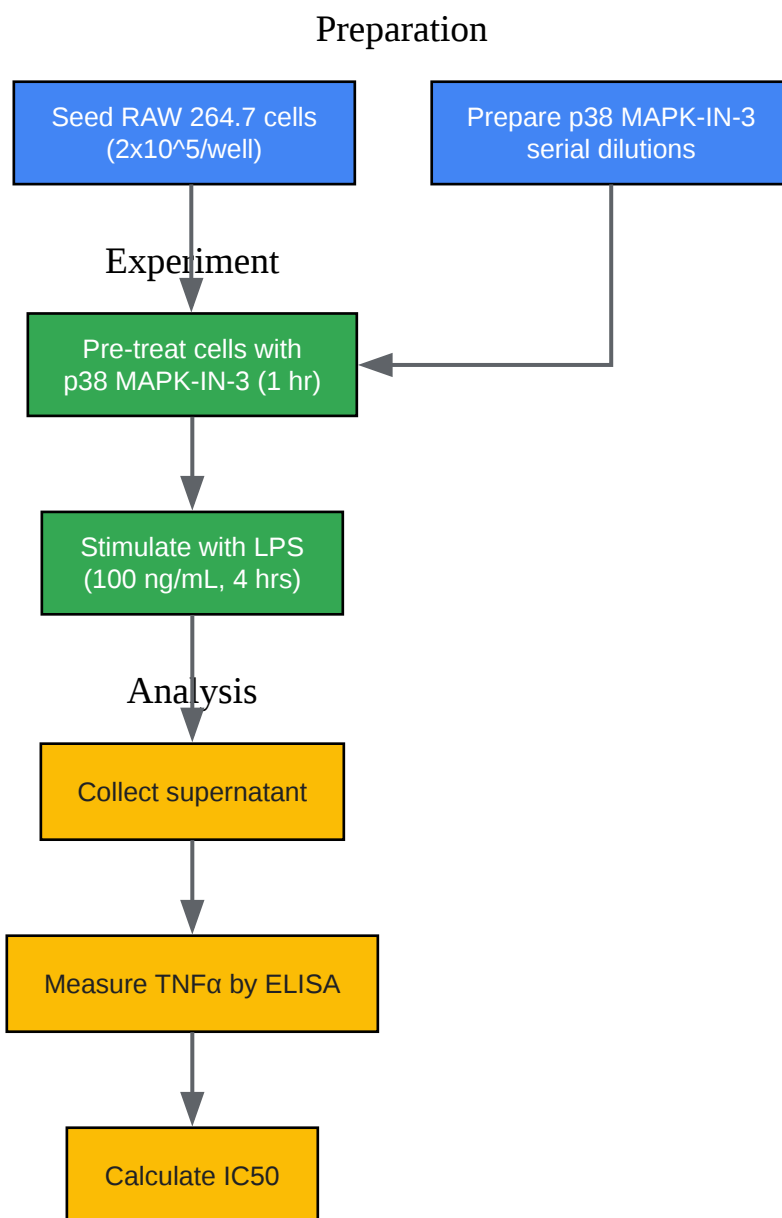 Preparation
Seed RAW 264.7 cells
(2x10^5/well)
Prepare p38 MAPK-IN-3
serial dilutions
Experiment
Pre-treat cells with
p38 MAPK-IN-3 (1 hr)
Stimulate with LPS
(100 ng/mL, 4 hrs)
Analysis
Collect supernatant
Measure TNFα by ELISA
Calculate IC50